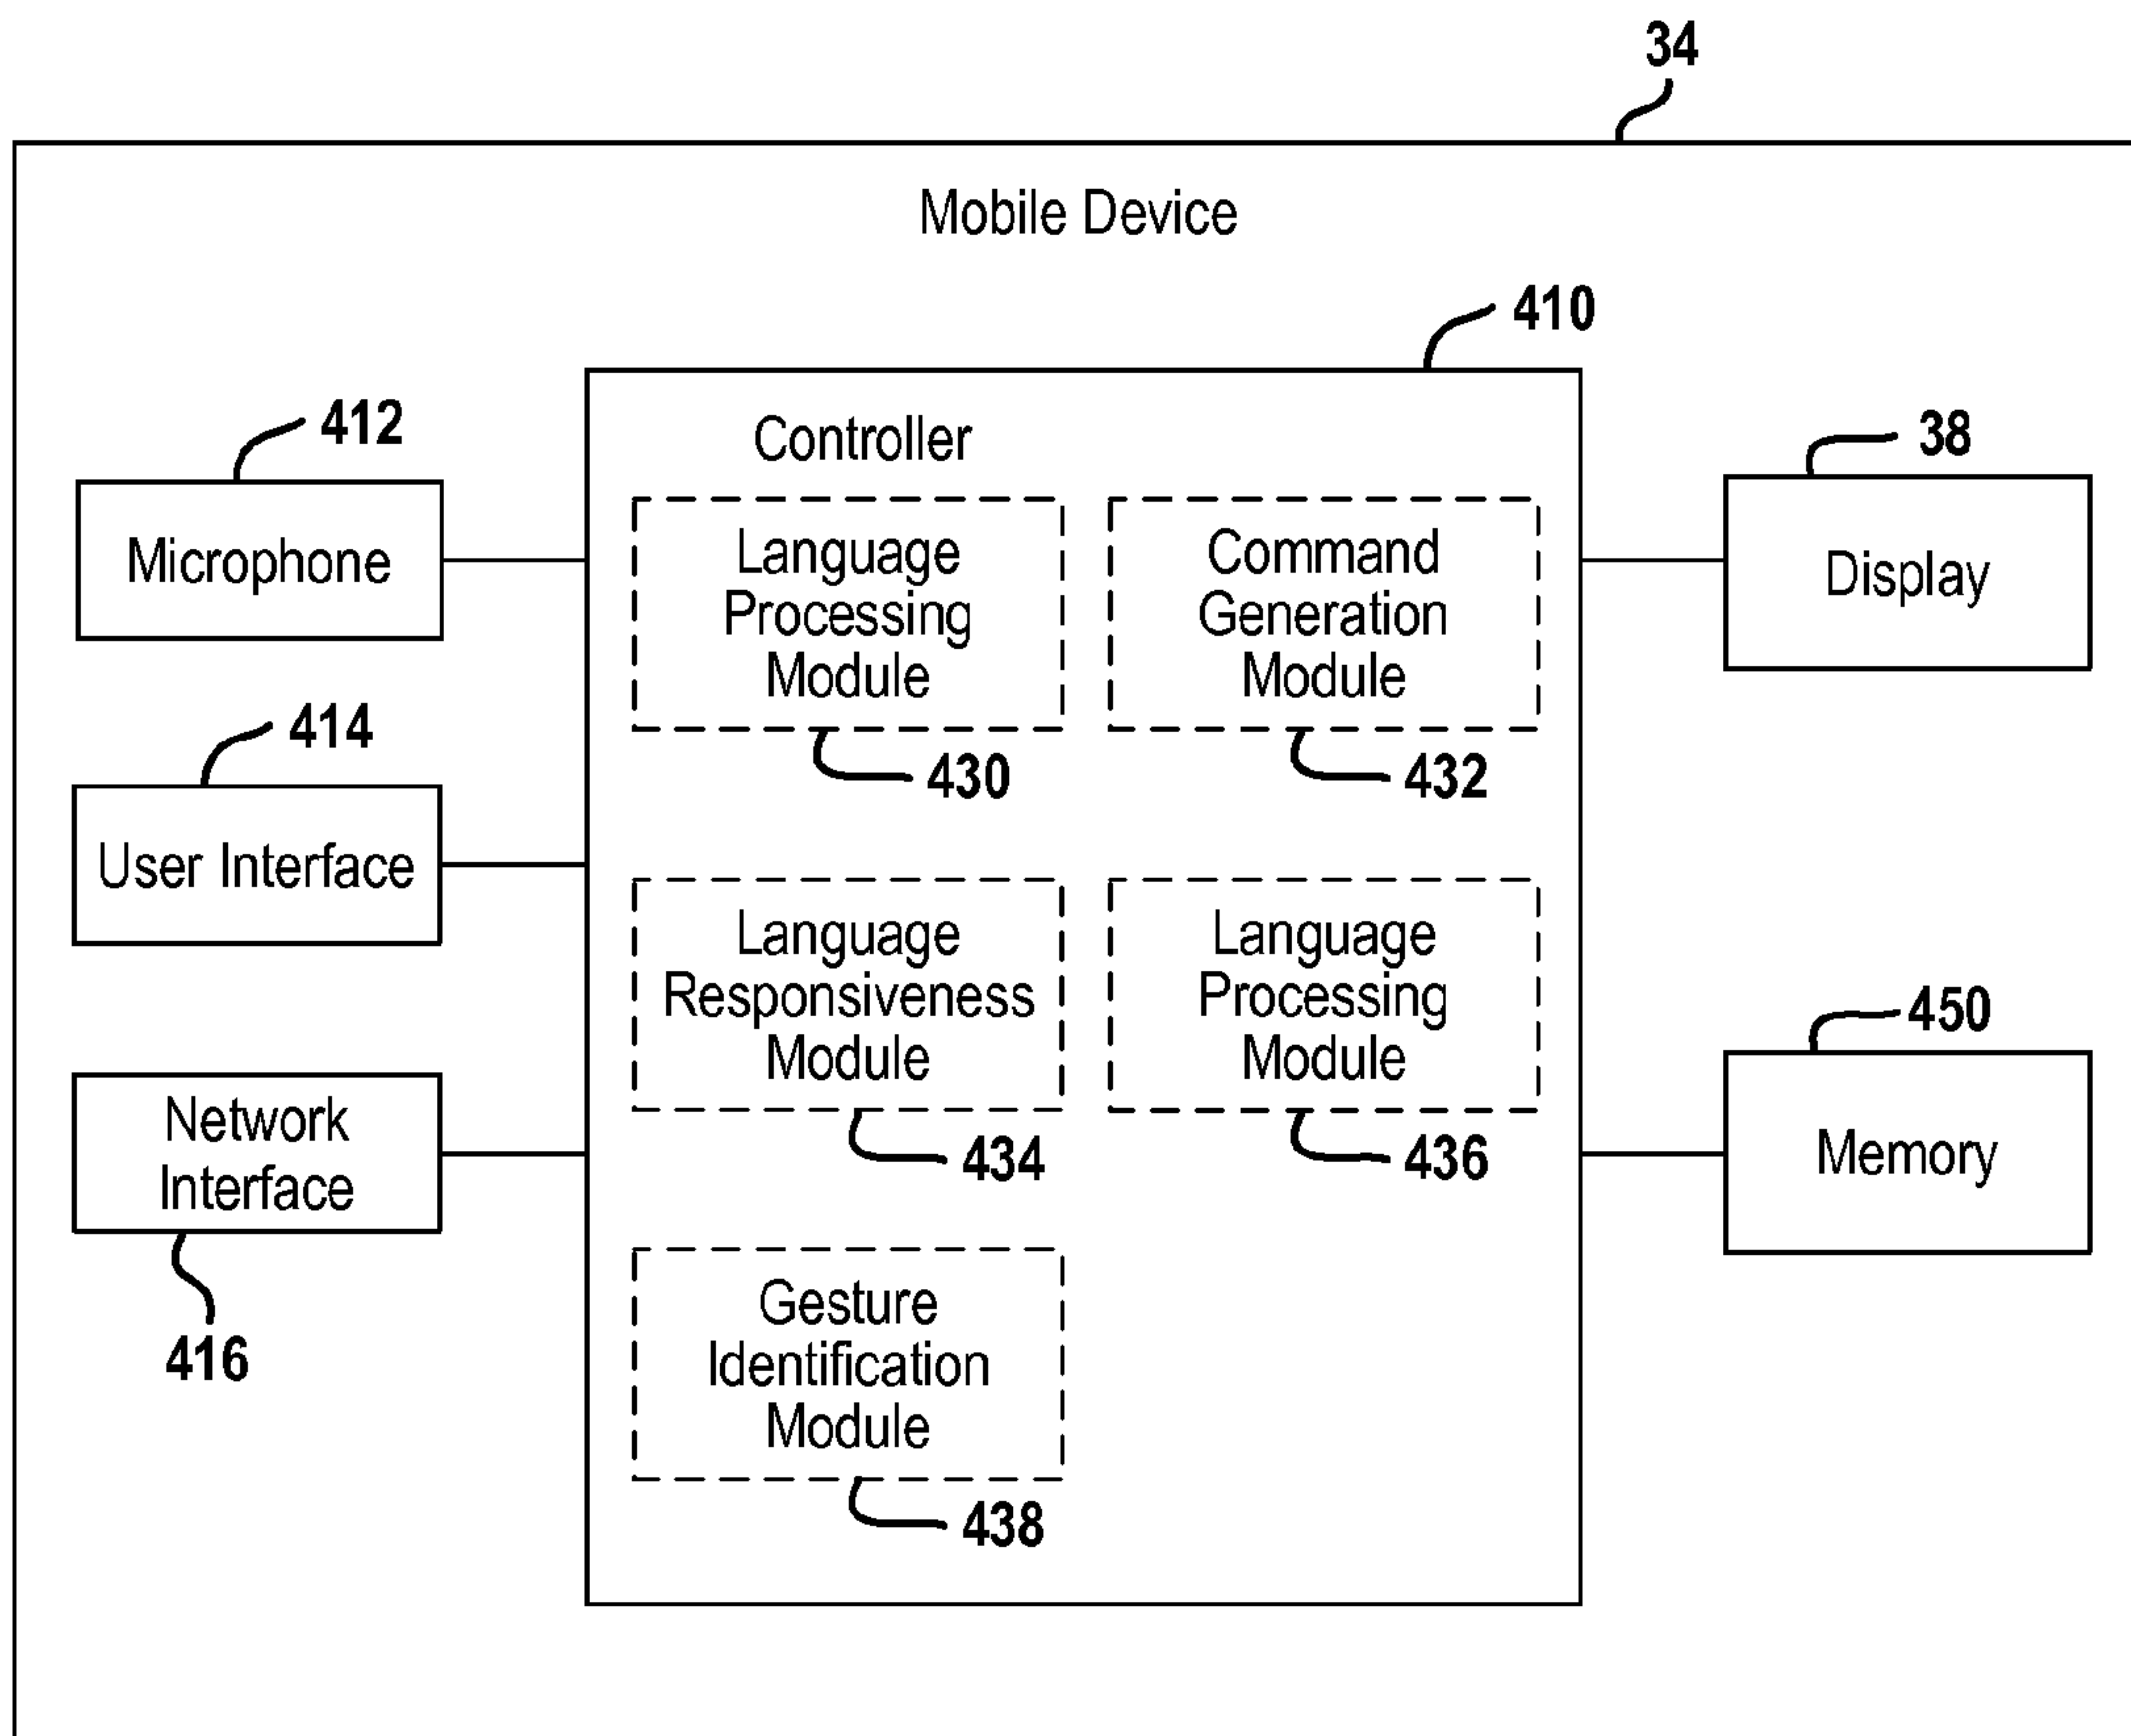 34
Mobile Device
410
412
Controller
38
Microphone
Language
Processing
Module
Command
Generation
Module
Display
414
430
432
User Interface
Language
Responsiveness
Module
Language
Processing
Module
450
Network
Interface
434
436
Memory
416
Gesture
Identification
Module
438